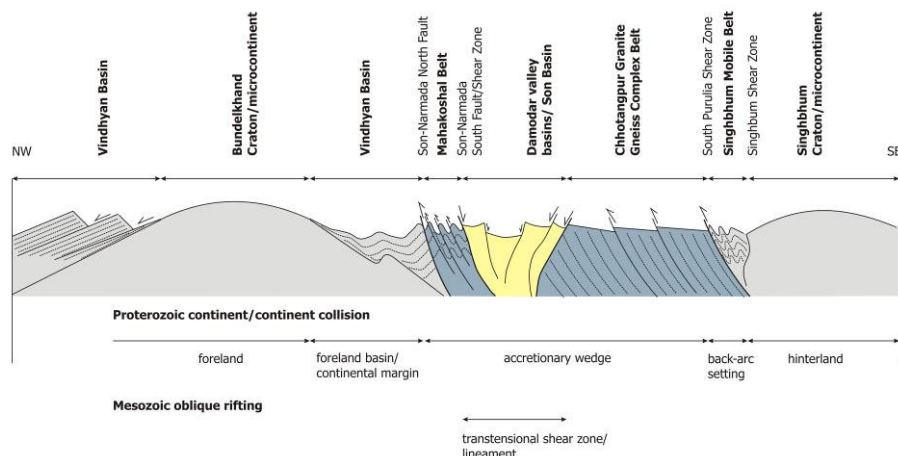 NW
Vindhyan Basin
Bundelkhand
Craton/microcontinent
Vindhyan Basin
Son-Narmada North Fault
Mahakoshal Belt
Son-Narmada
South Fault/Shear Zone
Damodar valley
basins/ Son Basin
Chhotangpur Granite
Gneiss Complex Belt
South Purulia Shear Zone
Singhbhum Mobile Belt
Singhbum Shear Zone
Singhbhum
Craton/microcontinent
SE
Proterozoic continent/continent collision
foreland
foreland basin/
continental margin
accretionary wedge
back-arc
setting
hinterland
Mesozoic oblique rifting
transtensional shear zone/
lineament